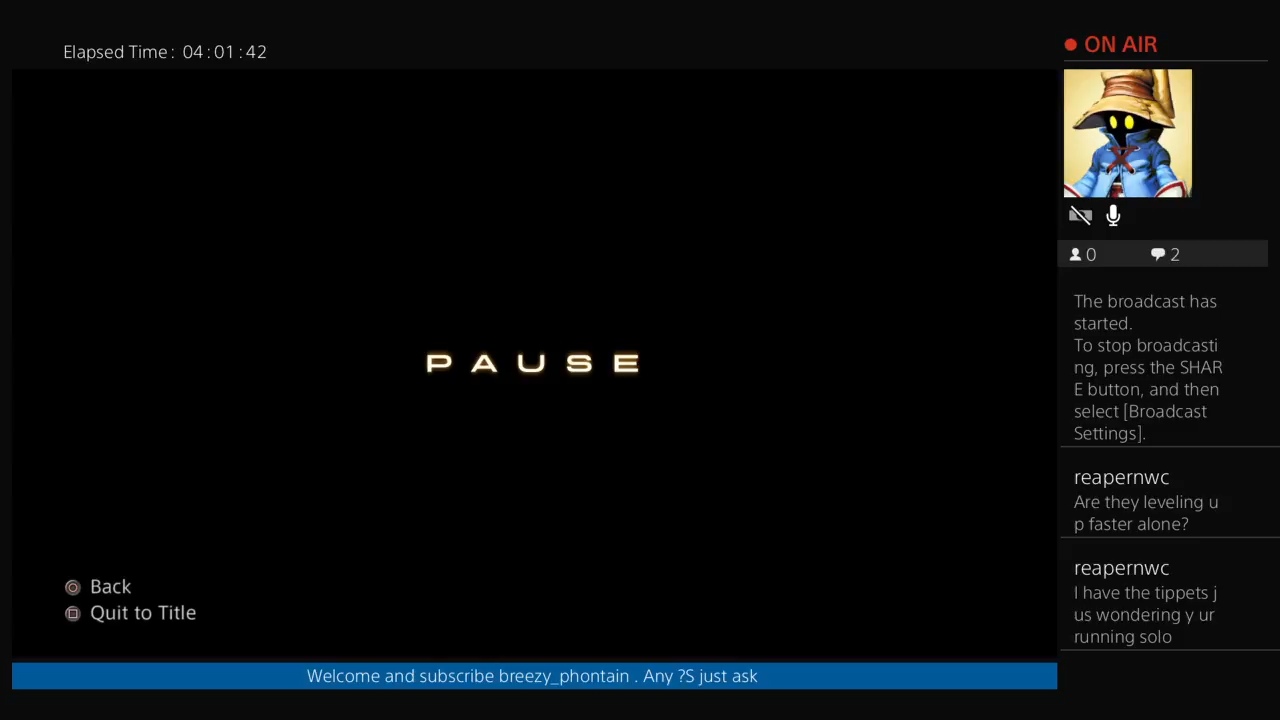 Elapsed Time: 04:01:42
ON AIR
0 2
The broadcast has
started.
To stop broadcasti
ng, press the SHAR
E button, and then
select [Broadcast
Settings].
reapernwc
Are they leveling u
p faster alone?
reapernwc
I have the tippets j
us wondering y ur
running solo
PAUSE
Back
Quit to Title
Welcome and subscribe breezy_phontain . Any ?S just ask